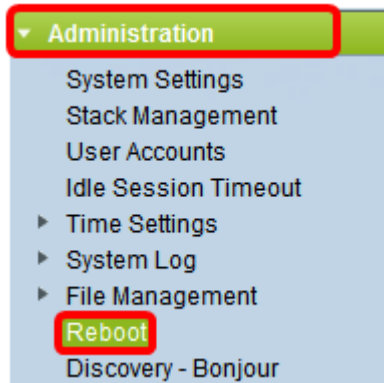 Administration
System Settings
Stack Management
User Accounts
Idle Session Timeout
Time Settings
System Log
File Management
Reboot
Discovery - Bonjour